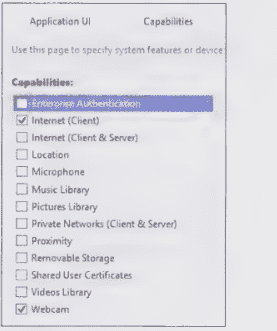 Application UI Capabilities
Use this page to specify system features or device
Capabilities:
Enterprise Authentication
Internet (Client)
Internet (Client & Server)
Location
Microphone
Music Library
Pictures Library
Private Networks (Client & Server)
Proximity
Removable Storage
Shared User Certificates
Videos Library
Webcam